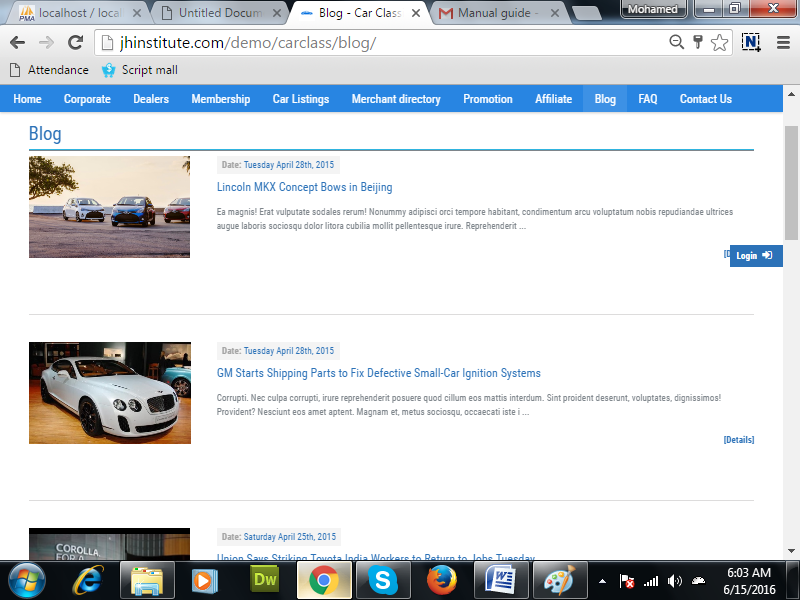 PMA localhost / local
Untitled Docum
Blog - Car Class
Manual guide -
Mohamed
jhinstitute.com/demo/carclass/blog/
Attendance
Script mall
Home Corporate Dealers Membership Car Listings Merchant directory Promotion Affiliate Blog FAQ Contact Us
Blog
Date: Tuesday April 28th, 2015
Lincoln MKX Concept Bows in Beijing
Ea magnis! Erat vulputate sodales rerum! Nonummy adipisci orci tempore habitant, condimentum arcu voluptatum nobis repudiandae ultrices
augue laboris sociosqu dolor litora cubilia mollit pellentesque irure. Reprehenderit ...
Login
Date: Tuesday April 28th, 2015
GM Starts Shipping Parts to Fix Defective Small-Car Ignition Systems
Corrupti. Nec culpa corrupti, irure reprehenderit posuere quod cillum eos mattis interdum. Sint proident deserunt, voluptates, dignissimos!
Provident? Nesciunt eos amet aptent. Magnam et, metus sociosqu, occaecati iste i ...
[Details]
COROLLA.
FOR A
Date: Saturday April 25th, 2015
Union Says Striking Toyota India Workers to Return to Jobs Tuesday
Dw
6:03 AM
6/15/2016